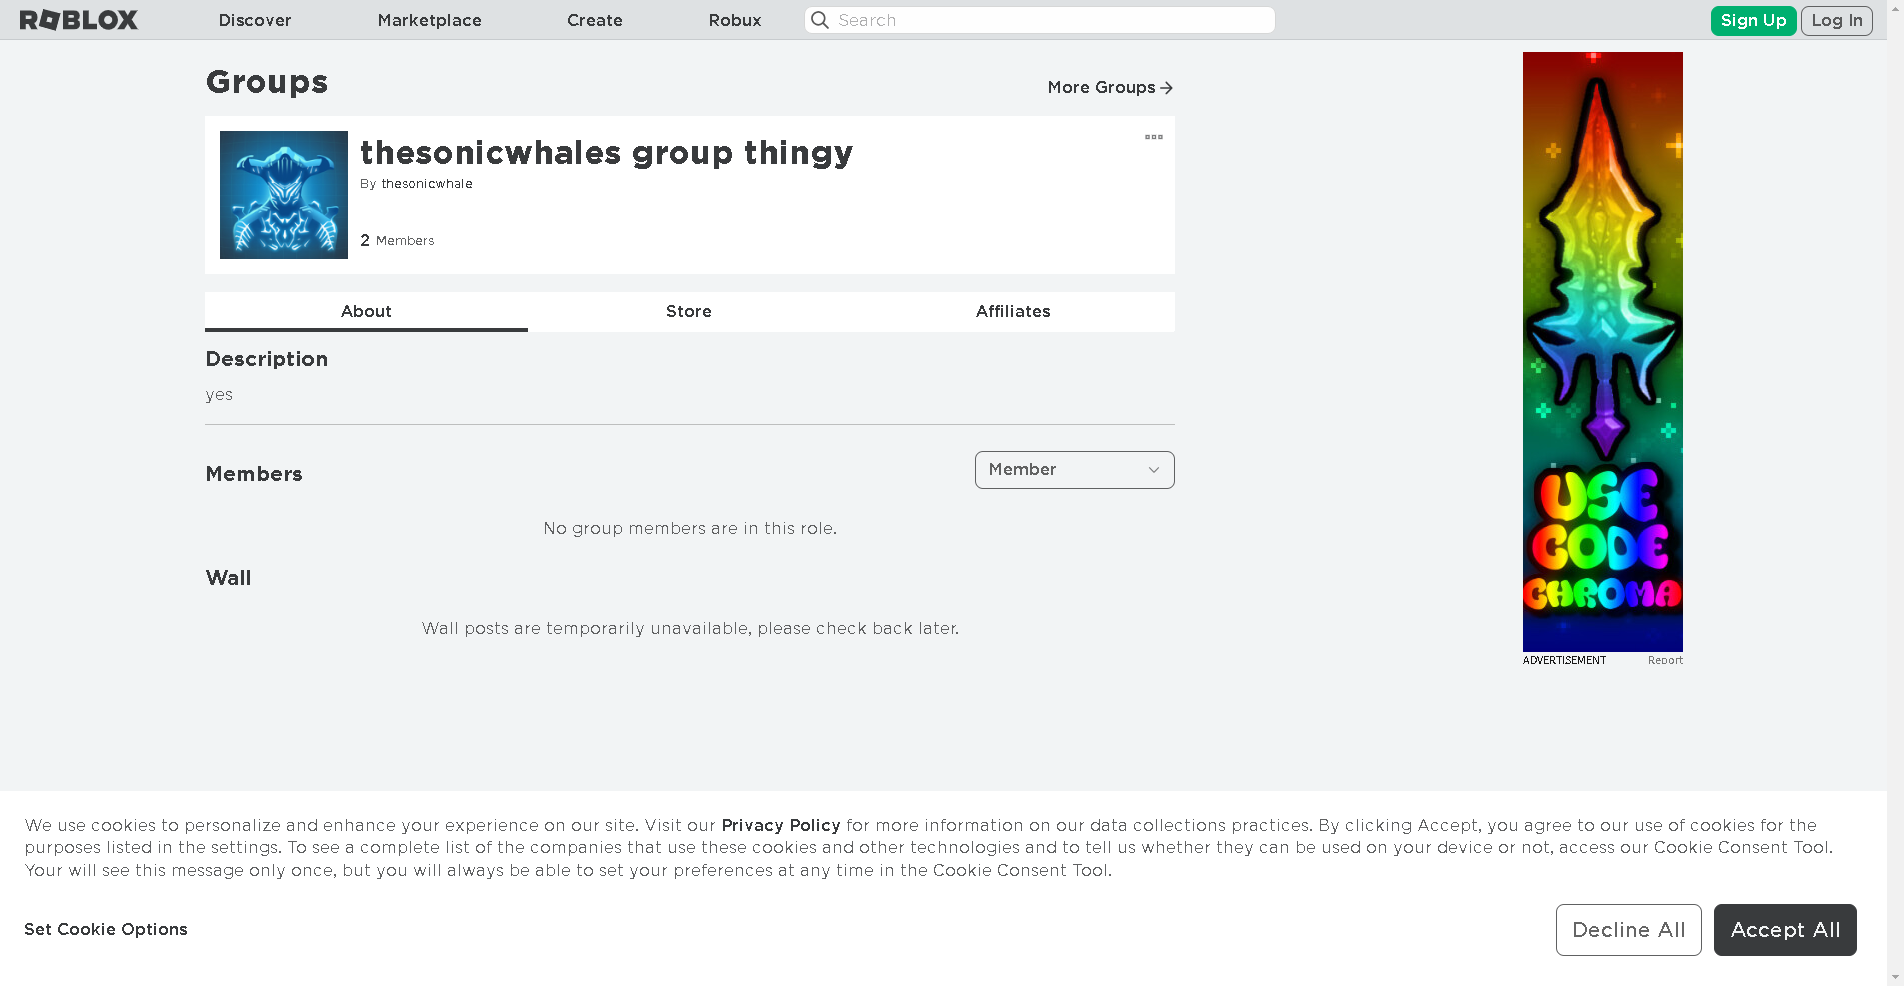 ROBLOX
Discover
Marketplace
Create
Robux
Search
Sign Up
Log In
Groups
More Groups
thesonicwhales group thingy
By thesonicwhale
2 Members
About
Store
Affiliates
Description
yes
Members
Member
No group members are in this role.
Wall
Wall posts are temporarily unavailable, please check back later.
USE
CODE
CHROMA
ADVERTISEMENT
Report
We use cookies to personalize and enhance your experience on our site. Visit our Privacy Policy for more information on our data collections practices. By clicking Accept, you agree to our use of cookies for the
purposes listed in the settings. To see a complete list of the companies that use these cookies and other technologies and to tell us whether they can be used on your device or not, access our Cookie Consent Tool.
Your will see this message only once, but you will always be able to set your preferences at any time in the Cookie Consent Tool.
Set Cookie Options
Decline All
Accept All